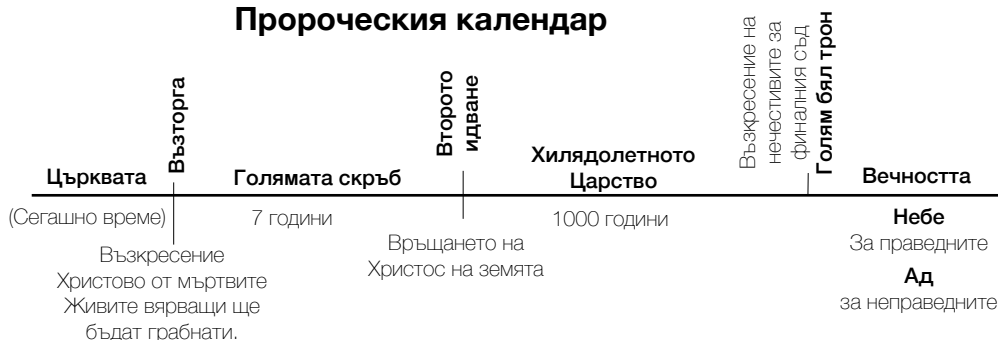 Пророческия календар
Възторга
Второто
идване
Възкресение на
нечестивите за
финалния съд
Голям бял трон
Църквата
Голямата скръб
Хилядолетното
Царство
Вечността
(Сегашно време)
7 години
1000 години
Възкресение
Христово от мъртвите
Живите вярващи ще
бъдат грабнати.
Връщането на
Христос на земята
Небе
За праведните
Ад
за неправедните